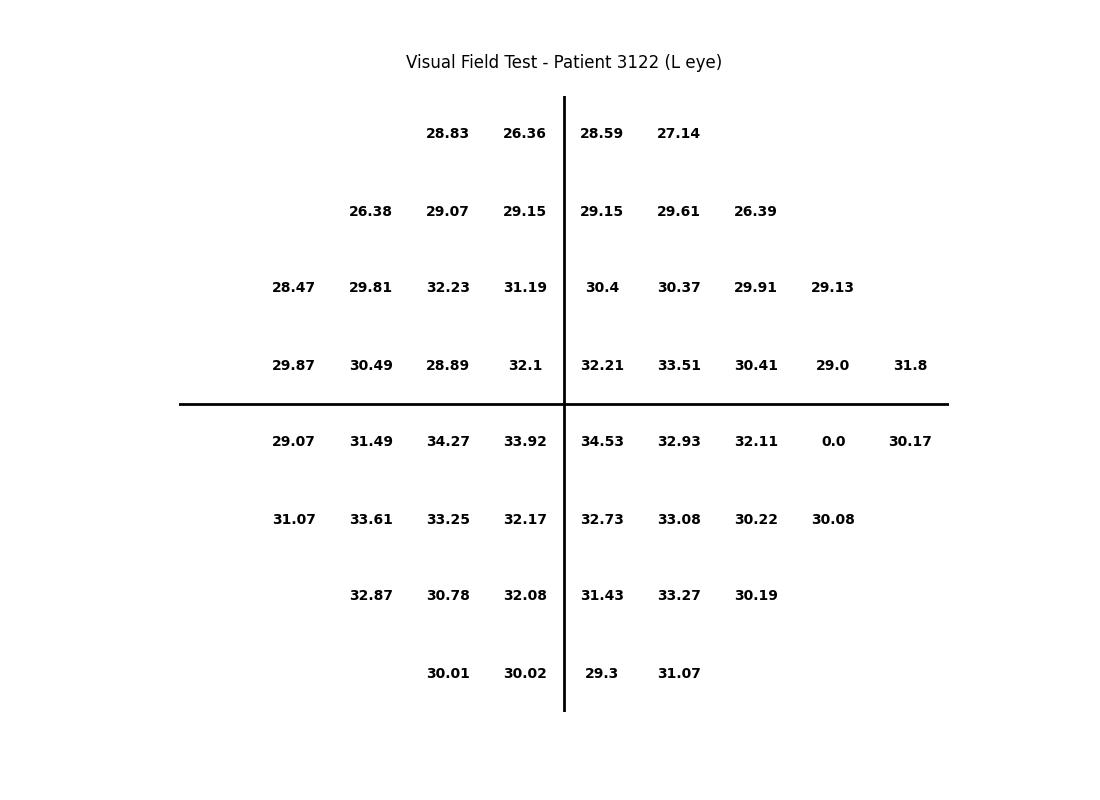 Visual Field Test - Patient 3122 (L eye)
28.83 26.36 28.59 27.14
26.38 29.07 29.15 29.15 29.61 26.39
28.47 29.81 32.23 31.19 30.4 30.37 29.91 29.13
29.87 30.49 28.89 32.1 32.21 33.51 30.41 29.0 31.8
29.07 31.49 34.27 33.92 34.53 32.93 32.11 0.0 30.17
31.07 33.61 33.25 32.17 32.73 33.08 30.22 30.08
32.87 30.78 32.08 31.43 33.27 30.19
30.01 30.02 29.3 31.07